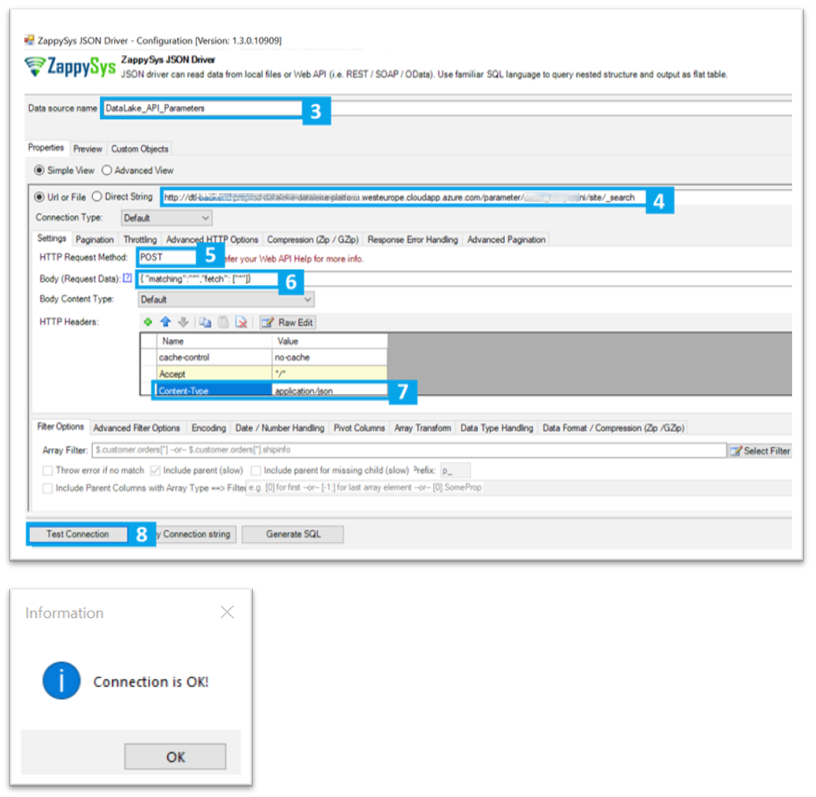 ZappySys JSON Driver - Configuration [Version: 1.3.0.10909]
ZappySys
ZappySys JSON Driver
JSON driver can read data from local files or Web API (i.e. REST / SOAP / OData). Use familiar SQL language to query nested structure and output as flat table.
Data source name DataLake_API_Parameters 3
Properties Preview Custom Objects
Simple View Advanced View
Url or File Direct String .westeurope.cloudapp.azure.com/parameter/ /site/_search 4
Connection Type: Default
Settings Pagination Throttling Advanced HTTP Options Compression (Zip / GZip) Response Error Handling Advanced Pagination
HTTP Request Method: POST 5 efer your Web API Help for more info.
Body (Request Data): [?] { "matching":"*","fetch": ["*"]} 6
Body Content Type: Default
HTTP Headers: Raw Edit
Name Value
cache-control no-cache
Accept */*
Content-Type application/json 7
Filter Options Advanced Filter Options Encoding Date / Number Handling Pivot Columns Array Transform Data Type Handling Data Format / Compression (Zip /GZip)
Array Filter: $.customer.orders[*] --or-- $.customer.orders[*].shipinfo Select Filter
Throw error if no match Include parent (slow) Include parent for missing child (slow) Prefix: p_
Include Parent Columns with Array Type ==> Filter e.g. [0] for first --or-- [-1:] for last array element --or-- [0].SomeProp
Test Connection 8 y Connection string Generate SQL
Information
i Connection is OK!
OK